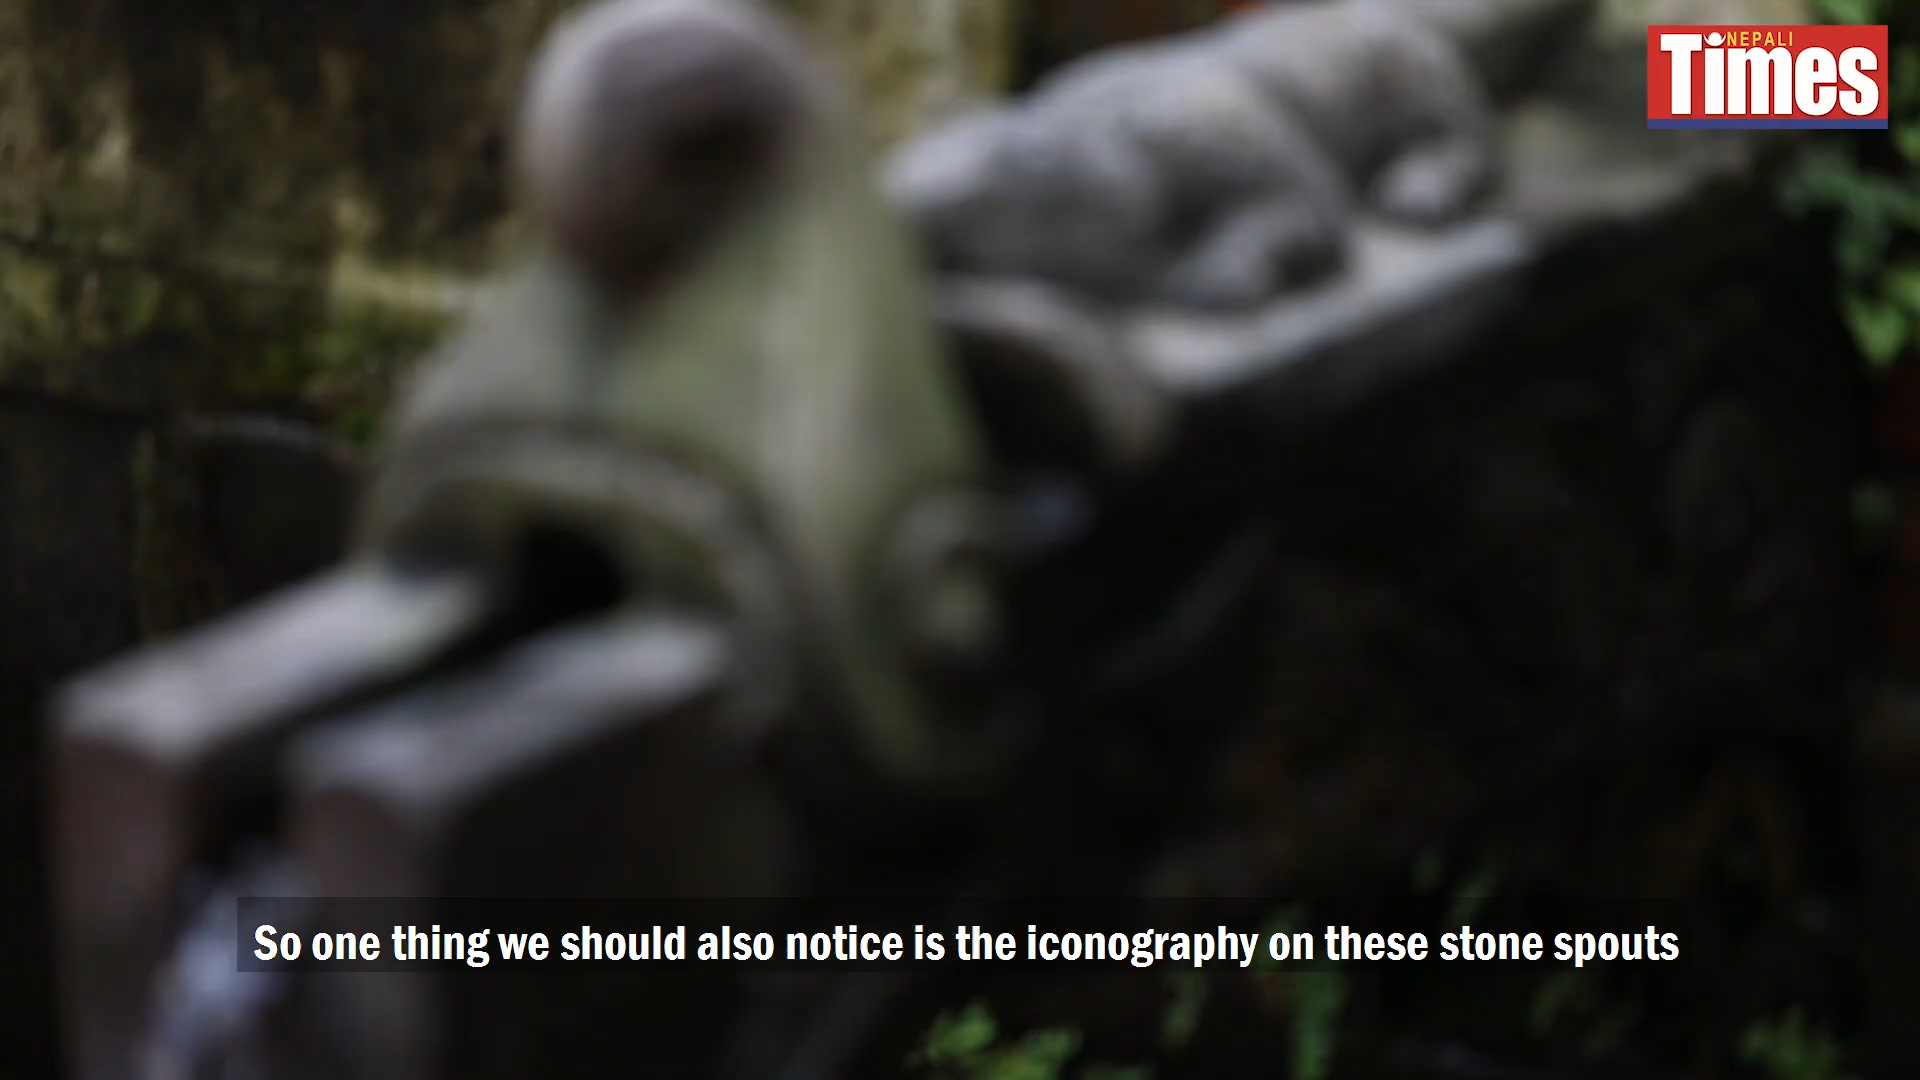 NEPALI
Times
So one thing we should also notice is the iconography on these stone spouts